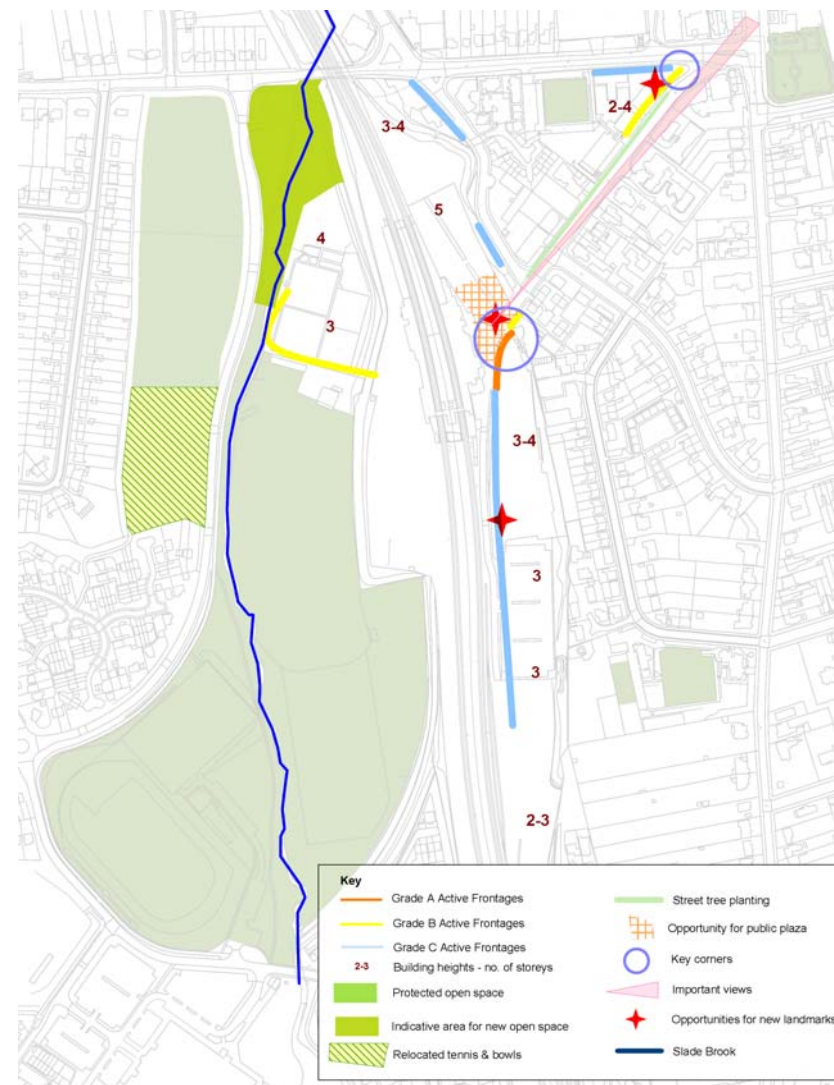 2-4
3-4
5
4
3
3-4
3
3
2-3
Key
Grade A Active Frontages
Grade B Active Frontages
Grade C Active Frontages
2-3 Building heights - no. of storeys
Protected open space
Indicative area for new open space
Relocated tennis & bowls
Street tree planting
Opportunity for public plaza
Key corners
Important views
Opportunities for new landmarks
Slade Brook